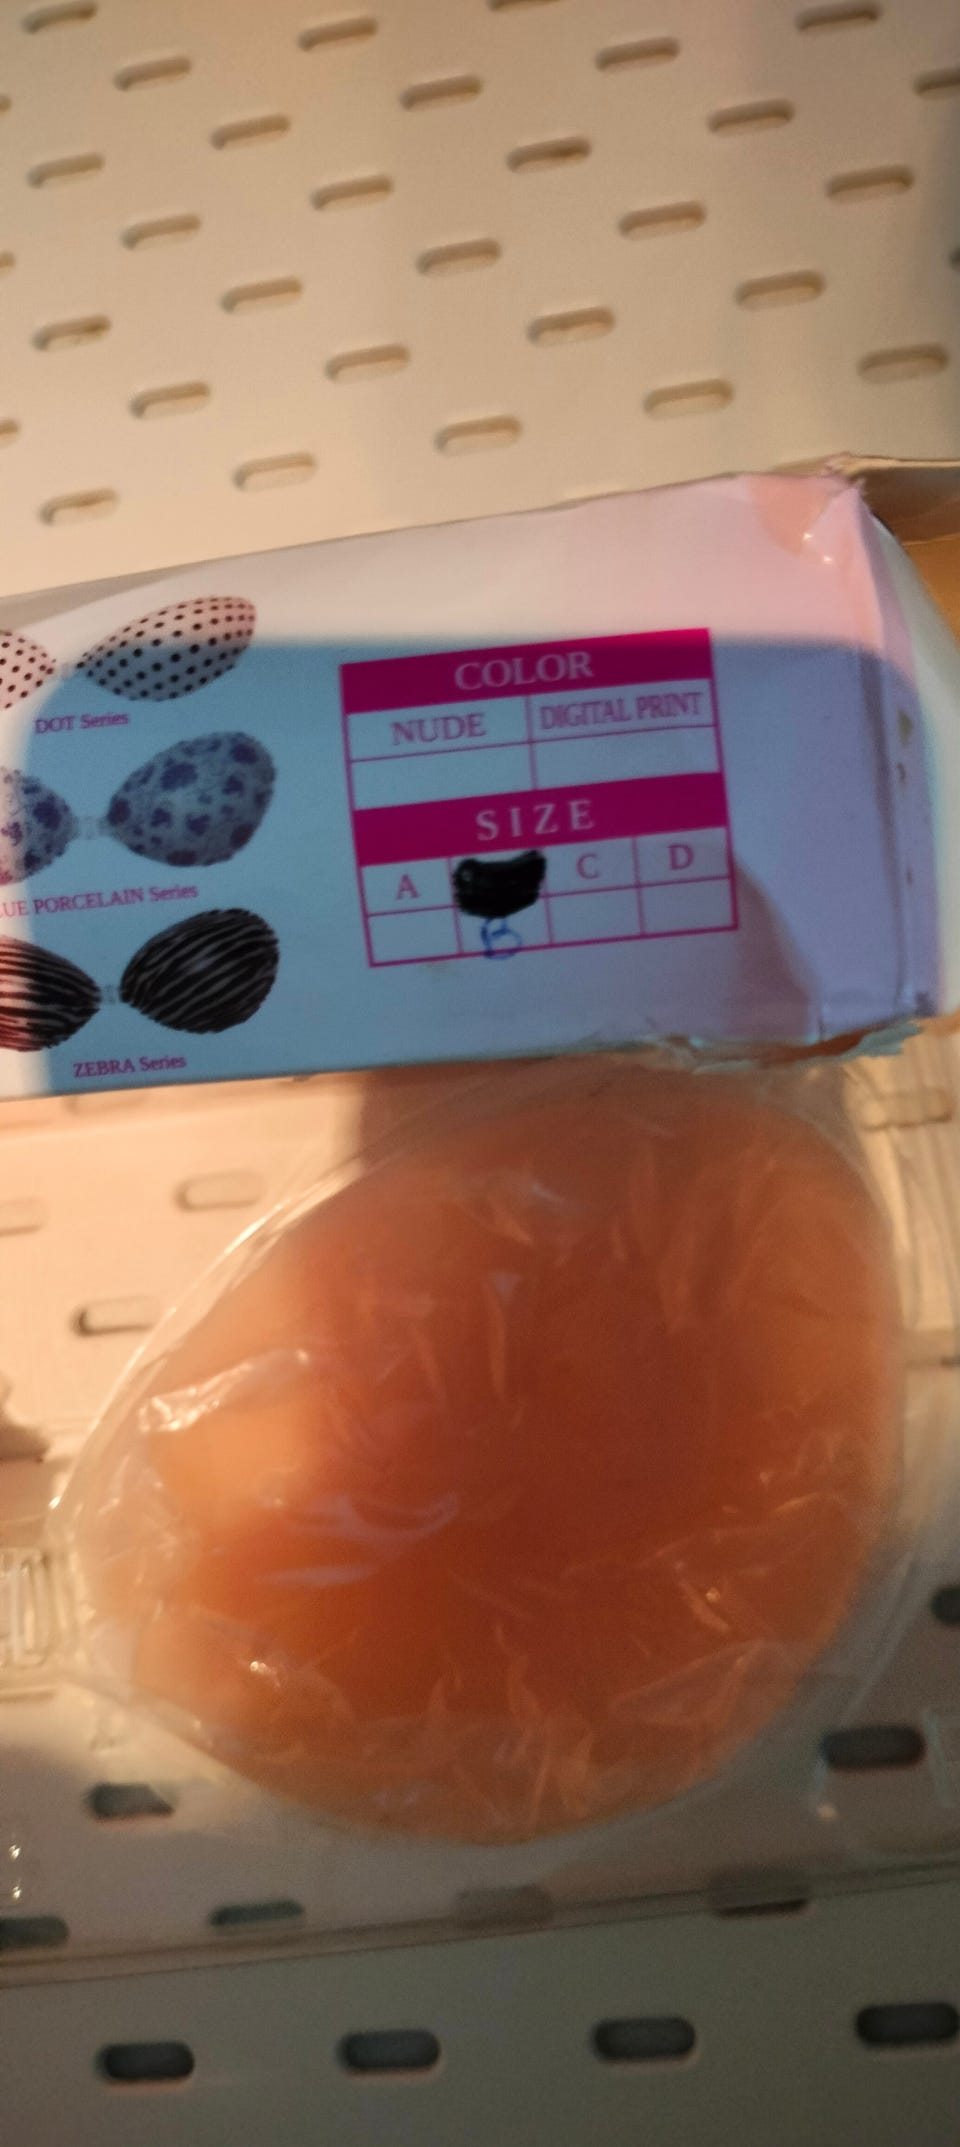 DOT Series
UE PORCELAIN Series
ZEBRA Series
COLOR
NUDE DIGITAL PRINT
SIZE
A C D
B